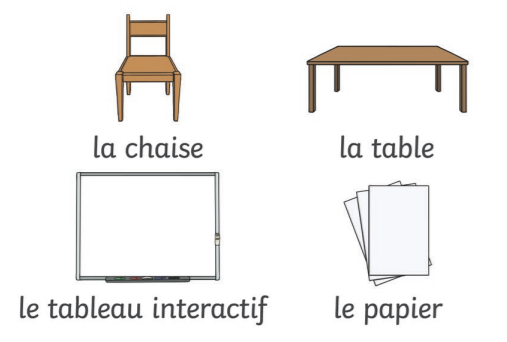 la chaise
la table
le tableau interactif
le papier